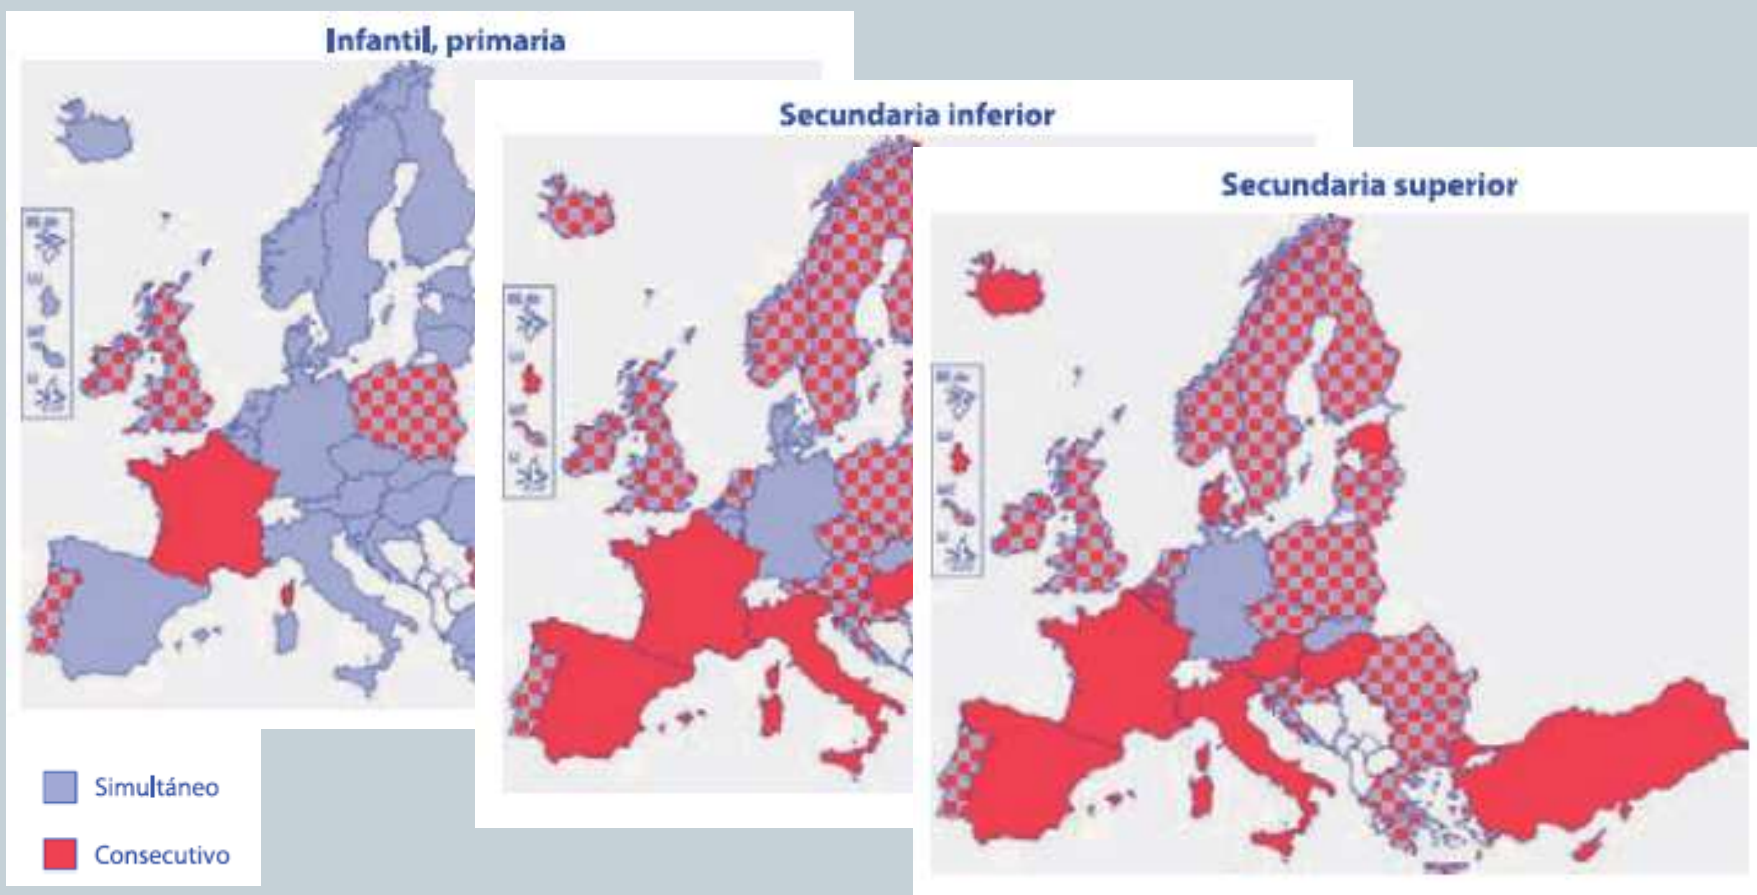 Infantil, primaria
Secundaria inferior
Secundaria superior
Simultáneo
Consecutivo